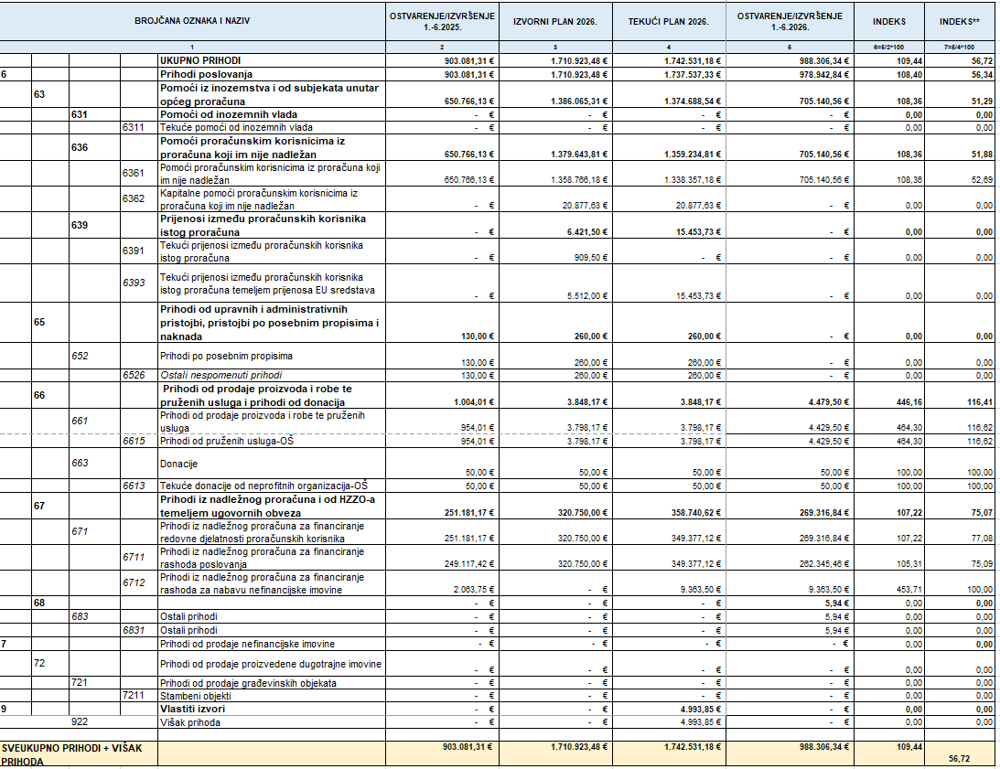 BROJČANA OZNAKA I NAZIV OSTVARENJE/IZVRŠENJE 1.-6.2025. IZVORNI PLAN 2026. TEKUĆI PLAN 2026. OSTVARENJE/IZVRŠENJE 1.-6.2026. INDEKS INDEKS**
1 2 3 4 5 6=5/2*100 7=5/4*100
UKUPNO PRIHODI 903.081,31 € 1.710.923,48 € 1.742.531,18 € 988.306,34 € 109,44 56,72
6 Prihodi poslovanja 903.081,31 € 1.710.923,48 € 1.737.537,33 € 978.942,84 € 108,40 56,34
63 Pomoći iz inozemstva i od subjekata unutar
općeg proračuna 650.766,13 € 1.386.065,31 € 1.374.688,54 € 705.140,56 € 108,36 51,29
631 Pomoći od inozemnih vlada - € - € - € - € 0,00 0,00
6311 Tekuće pomoći od inozemnih vlada - € - € - € - € 0,00 0,00
636 Pomoći proračunskim korisnicima iz
proračuna koji im nije nadležan 650.766,13 € 1.379.643,81 € 1.359.234,81 € 705.140,56 € 108,36 51,88
6361 Pomoći proračunskim korisnicima iz proračuna koji
im nije nadležan 650.766,13 € 1.358.766,18 € 1.338.357,18 € 705.140,56 € 108,36 52,69
6362 Kapitalne pomoći proračunskim korisnicima iz
proračuna koji im nije nadležan - € 20.877,63 € 20.877,63 € - € 0,00 0,00
639 Prijenosi između proračunskih korisnika
istog proračuna - € 6.421,50 € 15.453,73 € - € 0,00 0,00
6391 Tekući prijenosi između proračunskih korisnika
istog proračuna - € 909,50 € - € - € 0,00 0,00
6393 Tekući prijenosi između proračunskih korisnika
istog proračuna temeljem prijenosa EU sredstava - € 5.512,00 € 15.453,73 € - € 0,00 0,00
65 Prihodi od upravnih i administrativnih
pristojbi, pristojbi po posebnim propisima i
naknada 130,00 € 260,00 € 260,00 € - € 0,00 0,00
652 Prihodi po posebnim propisima 130,00 € 260,00 € 260,00 € - € 0,00 0,00
6526 Ostali nespomenuti prihodi 130,00 € 260,00 € 260,00 € - € 0,00 0,00
66 Prihodi od prodaje proizvoda i robe te
pruženih usluga i prihodi od donacija 1.004,01 € 3.848,17 € 3.848,17 € 4.479,50 € 446,16 116,41
661 Prihodi od prodaje proizvoda i robe te pruženih
usluga 954,01 € 3.798,17 € 3.798,17 € 4.429,50 € 464,30 116,62
6615 Prihodi od pruženih usluga-OŠ 954,01 € 3.798,17 € 3.798,17 € 4.429,50 € 464,30 116,62
663 Donacije 50,00 € 50,00 € 50,00 € 50,00 € 100,00 100,00
6613 Tekuće donacije od neprofitnih organizacija-OŠ 50,00 € 50,00 € 50,00 € 50,00 € 100,00 100,00
67 Prihodi iz nadležnog proračuna i od HZZO-a
temeljem ugovornih obveza 251.181,17 € 320.750,00 € 358.740,62 € 269.316,84 € 107,22 75,07
671 Prihodi iz nadležnog proračuna za financiranje
redovne djelatnosti proračunskih korisnika 251.181,17 € 320.750,00 € 349.377,12 € 269.316,84 € 107,22 77,08
6711 Prihodi iz nadležnog proračuna za financiranje
rashoda poslovanja 249.117,42 € 320.750,00 € 349.377,12 € 262.345,46 € 105,31 75,09
6712 Prihodi iz nadležnog proračuna za financiranje
rashoda za nabavu nefinancijske imovine 2.063,75 € - € 9.363,50 € 9.363,50 € 453,71 100,00
68 - € - € - € 5,94 € 0,00 0,00
683 Ostali prihodi - € - € - € 5,94 € 0,00 0,00
6831 Ostali prihodi - € - € - € 5,94 € 0,00 0,00
7 Prihodi od prodaje nefinancijske imovine - € - € - € - € 0,00 0,00
72 Prihodi od prodaje proizvedene dugotrajne imovine - € - € - € - € 0,00 0,00
721 Prihodi od prodaje građevinskih objekata - € - € - € - € 0,00 0,00
7211 Stambeni objekti - € - € - € - € 0,00 0,00
9 Vlastiti izvori - € - € 4.993,85 € - € 0,00 0,00
922 Višak prihoda - € - € 4.993,85 € - € 0,00 0,00
SVEUKUPNO PRIHODI + VIŠAK 903.081,31 € 1.710.923,48 € 1.742.531,18 € 988.306,34 € 109,44
PRIHODA 56,72